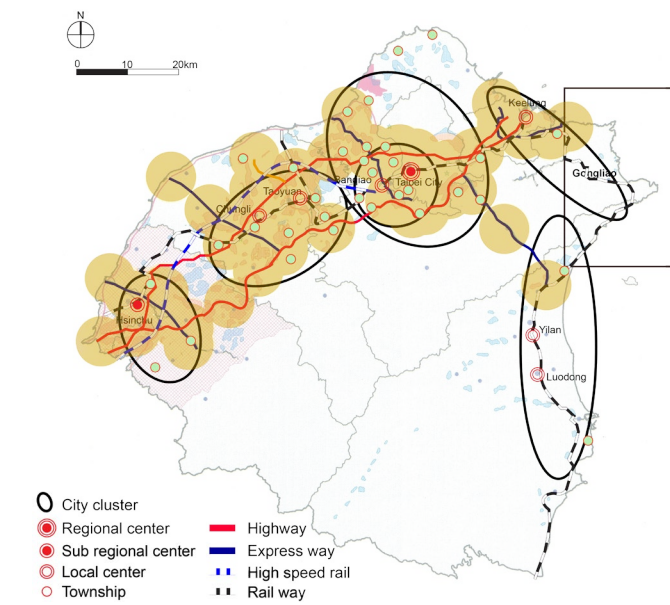 N
0 10 20km
Keelung
Gongliao
Banqiao
Taipei City
Taoyuan
Chungli
Hsinchu
Yilan
Luodong
City cluster
Regional center
Sub regional center
Local center
Township
Highway
Express way
High speed rail
Rail way